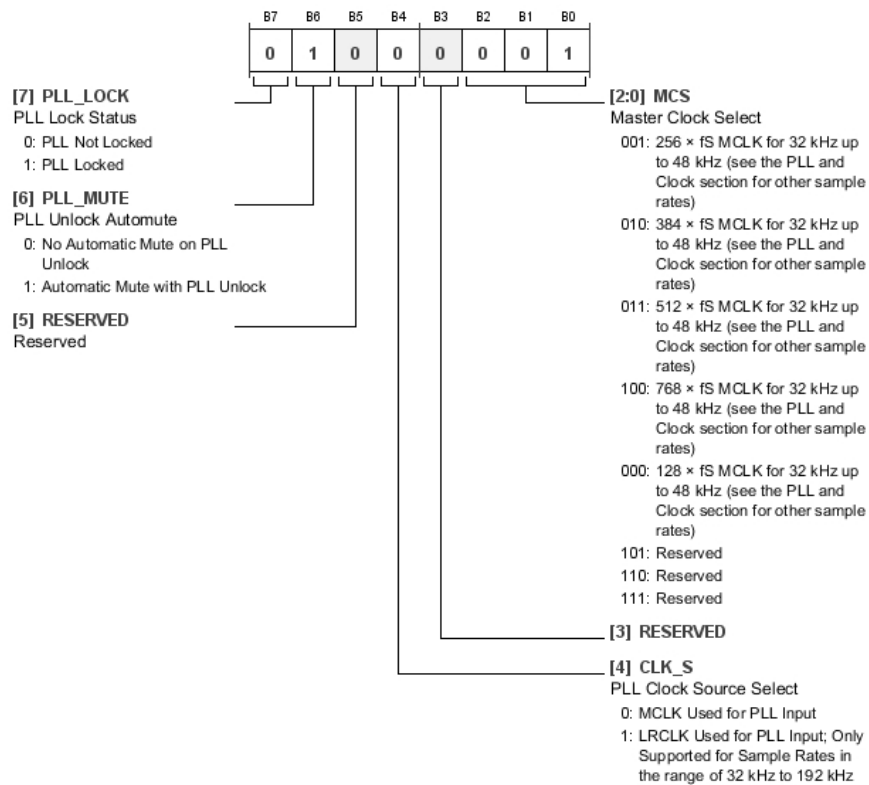 B7 B6 B5 B4 B3 B2 B1 B0
0 1 0 0 0 0 0 1
[7] PLL_LOCK
PLL Lock Status
0: PLL Not Locked
1: PLL Locked
[6] PLL_MUTE
PLL Unlock Automute
0: No Automatic Mute on PLL
Unlock
1: Automatic Mute with PLL Unlock
[5] RESERVED
Reserved
[2:0] MCS
Master Clock Select
001: 256 × fS MCLK for 32 kHz up
to 48 kHz (see the PLL and
Clock section for other sample
rates)
010: 384 × fS MCLK for 32 kHz up
to 48 kHz (see the PLL and
Clock section for other sample
rates)
011: 512 × fS MCLK for 32 kHz up
to 48 kHz (see the PLL and
Clock section for other sample
rates)
100: 768 × fS MCLK for 32 kHz up
to 48 kHz (see the PLL and
Clock section for other sample
rates)
000: 128 × fS MCLK for 32 kHz up
to 48 kHz (see the PLL and
Clock section for other sample
rates)
101: Reserved
110: Reserved
111: Reserved
[3] RESERVED
[4] CLK_S
PLL Clock Source Select
0: MCLK Used for PLL Input
1: LRCLK Used for PLL Input; Only
Supported for Sample Rates in
the range of 32 kHz to 192 kHz